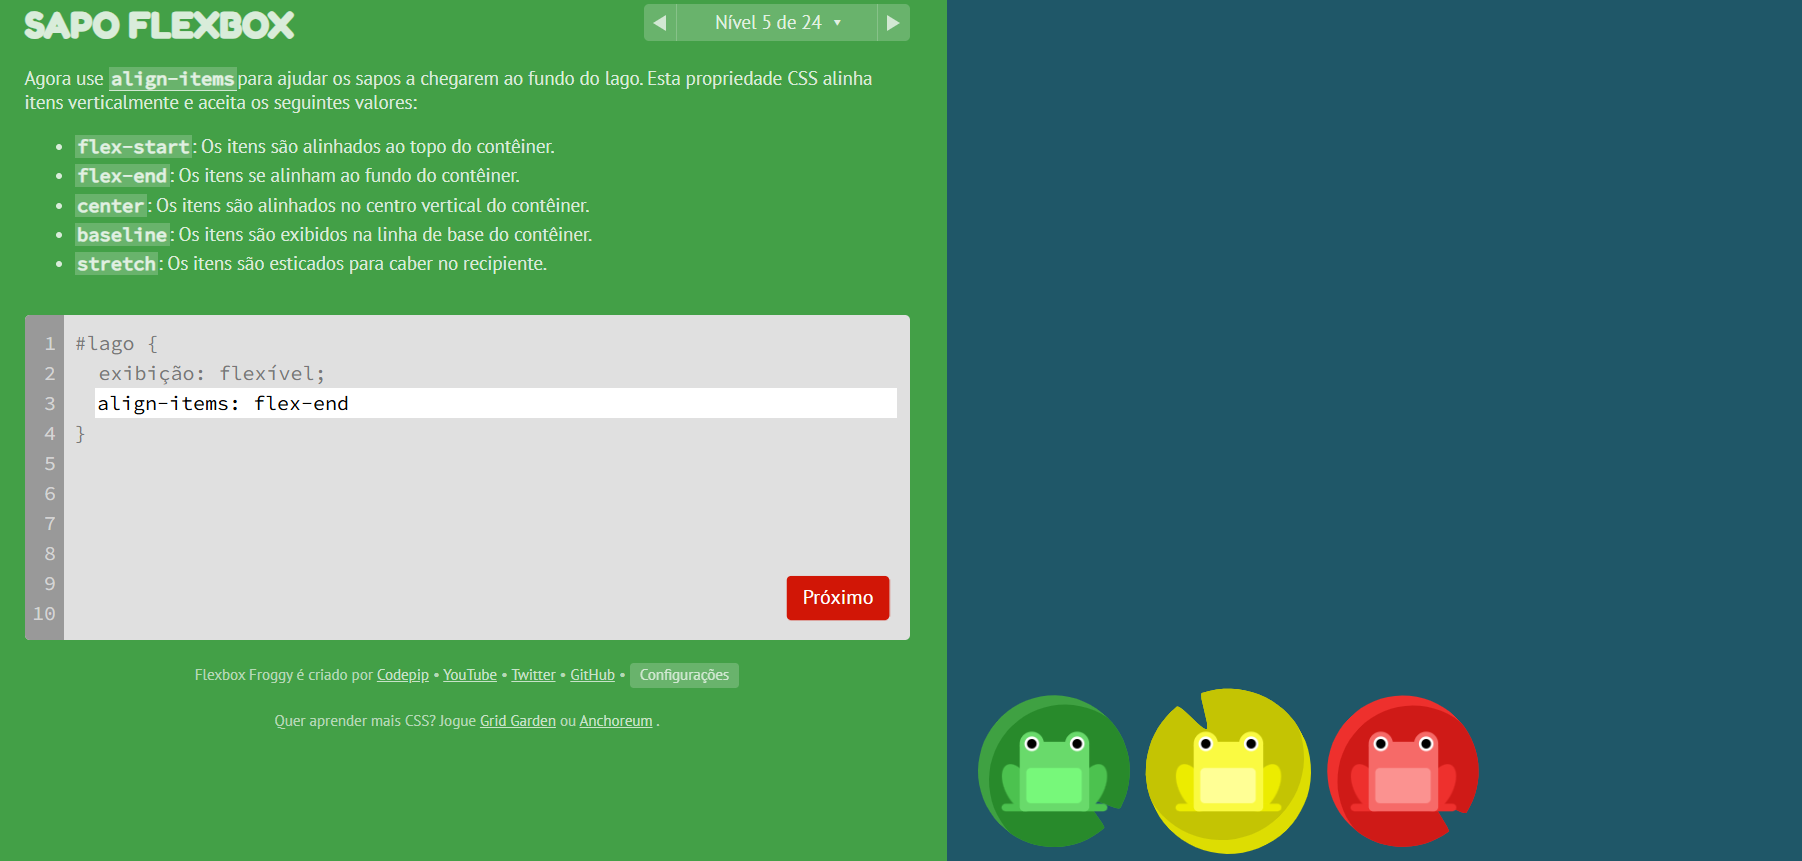 SAPO FLEXBOX
◀ Nível 5 de 24 ▼ ▶
Agora use align-items para ajudar os sapos a chegarem ao fundo do lago. Esta propriedade CSS alinha
itens verticalmente e aceita os seguintes valores:
• flex-start: Os itens são alinhados ao topo do contêiner.
• flex-end: Os itens se alinham ao fundo do contêiner.
• center: Os itens são alinhados no centro vertical do contêiner.
• baseline: Os itens são exibidos na linha de base do contêiner.
• stretch: Os itens são esticados para caber no recipiente.
1 #lago {
2 exibição: flexível;
3 align-items: flex-end
4 }
5
6
7
8
9
10
Próximo
Flexbox Froggy é criado por Codepip • YouTube • Twitter • GitHub • Configurações
Quer aprender mais CSS? Jogue Grid Garden ou Anchoreum .